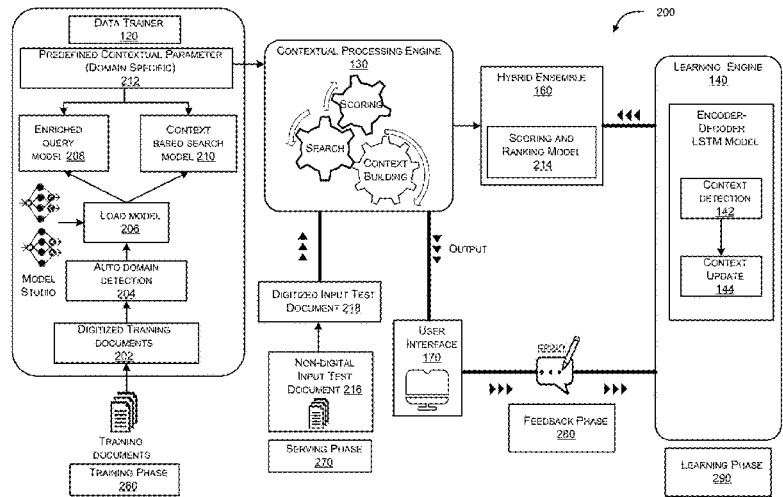 200
DATA TRAINER
120
PREDEFINED CONTEXTUAL PARAMETER
(DOMAIN SPECIFIC)
212
ENRICHED
QUERY
MODEL 208
CONTEXT
BASED SEARCH
MODEL 210
LOAD MODEL
206
MODEL
STUDIO
AUTO DOMAIN
DETECTION
204
DIGITIZED TRAINING
DOCUMENTS
202
TRAINING
DOCUMENTS
TRAINING PHASE
260
CONTEXTUAL PROCESSING ENGINE
130
SCORING
SEARCH
CONTEXT
BUILDING
OUTPUT
DIGITIZED INPUT TEST
DOCUMENT 218
NON-DIGITAL
INPUT TEST
DOCUMENT 216
SERVING PHASE
270
USER
INTERFACE
170
HYBRID ENSEMBLE
160
SCORING AND
RANKING MODEL
214
FEEDBACK PHASE
280
LEARNING ENGINE
140
ENCODER-
DECODER
LSTM MODEL
CONTEXT
DETECTION
142
CONTEXT
UPDATE
144
LEARNING PHASE
290